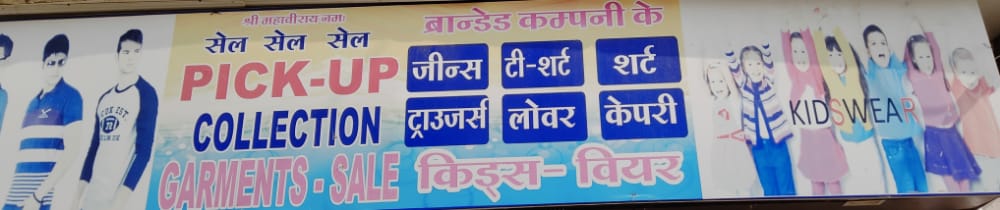 श्री महावीराय नमः
सेल सेल सेल
PICK-UP
COLLECTION
GARMENTS - SALE
ब्रान्डेड कम्पनी के
जीन्स टी-शर्ट शर्ट
ट्राउजर्स लोवर केपरी
किड्स - वियर
KIDSWEAR